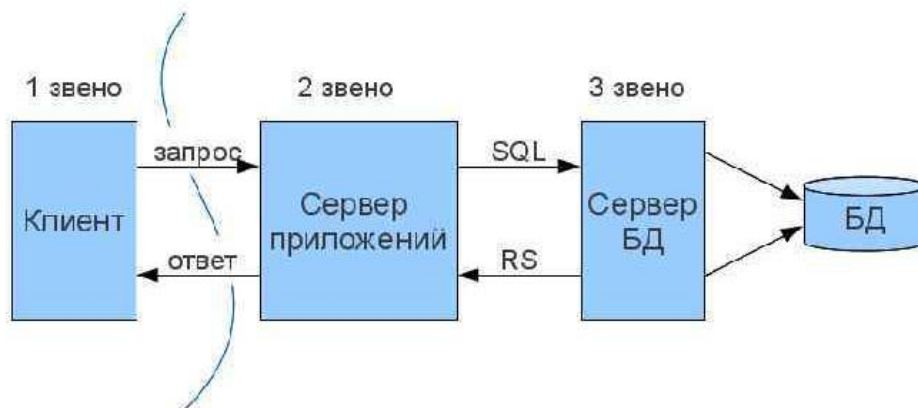 1 звено
2 звено
3 звено
запрос
SQL
Клиент
Сервер
приложений
Сервер
БД
БД
ответ
RS